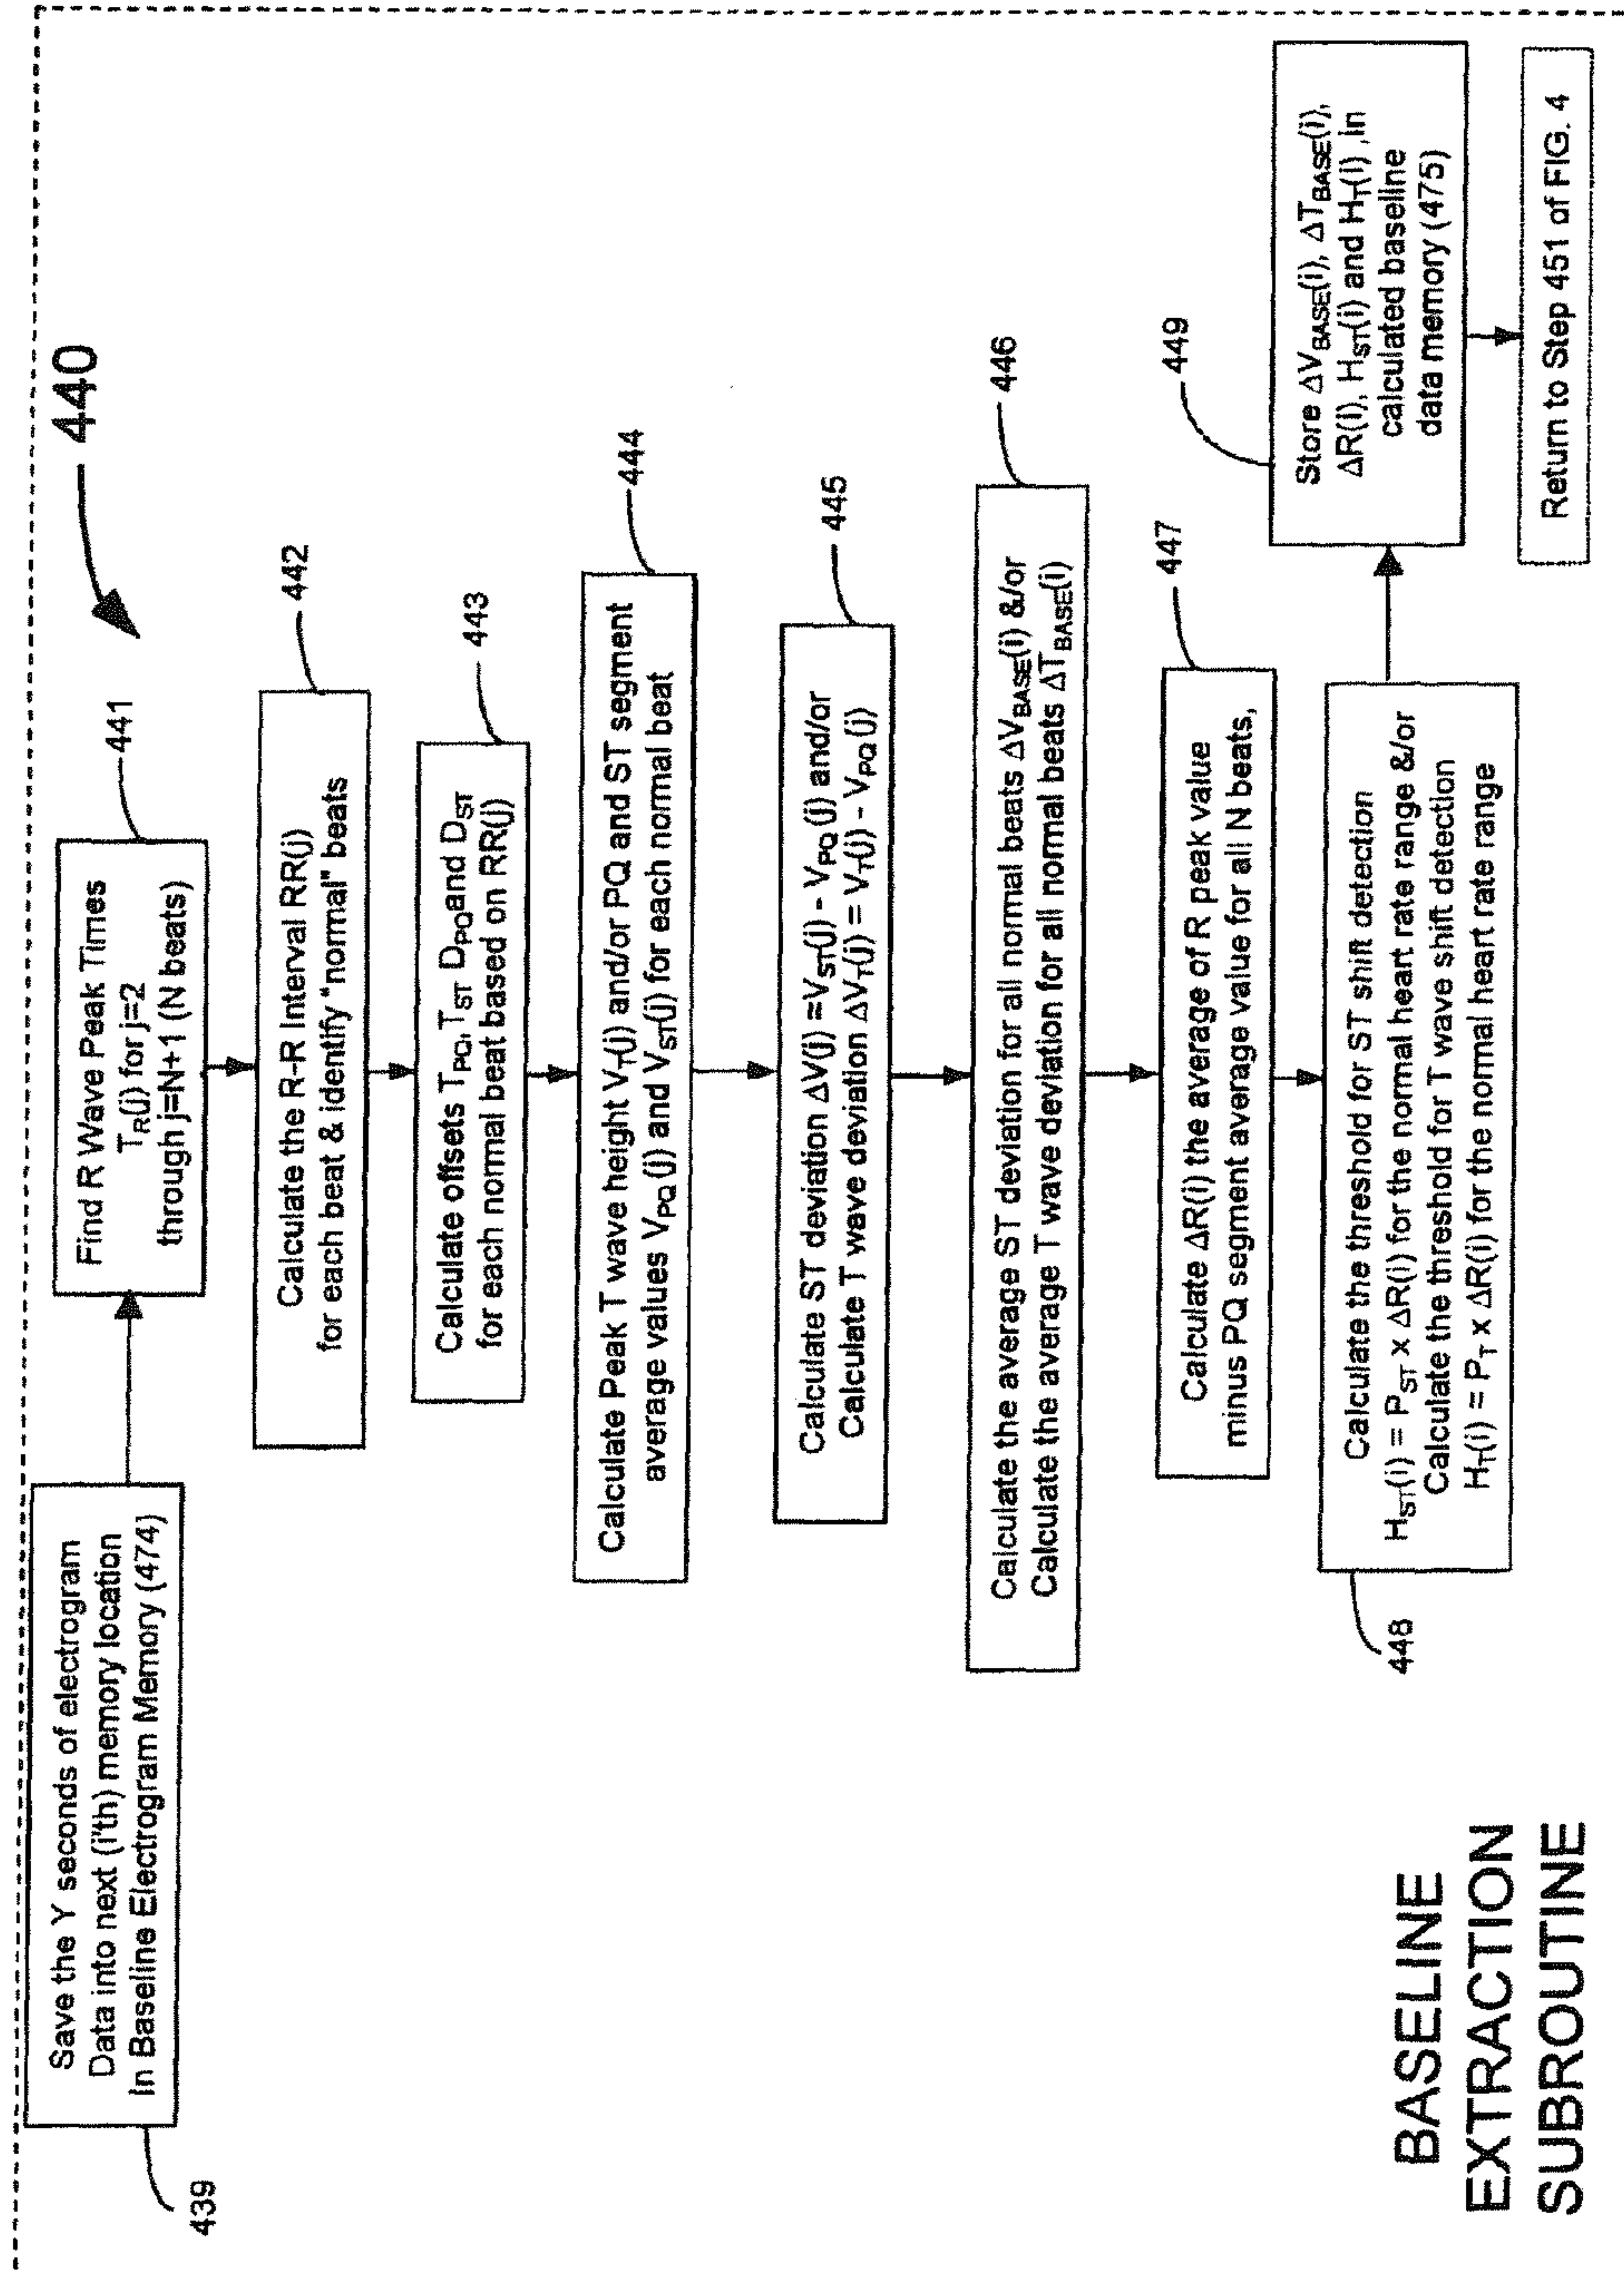 440
439
Save the Y seconds of electrogram
Data into next (i'th) memory location
In Baseline Electrogram Memory (474)
441
Find R Wave Peak Times
T_R(j) for j=2
through j=N+1 (N beats)
442
Calculate the R-R Interval RR(j)
for each beat & identify "normal" beats
443
Calculate offsets T_PQ, T_ST D_PQ and D_ST
for each normal beat based on RR(j)
444
Calculate Peak T wave height V_T(j) and/or PQ and ST segment
average values V_PQ(j) and V_ST(j) for each normal beat
445
Calculate ST deviation ΔV(j) = V_ST(j) - V_PQ(j) and/or
Calculate T wave deviation ΔV_T(j) = V_T(j) - V_PQ(j)
446
Calculate the average ST deviation for all normal beats ΔV_BASE(i) &/or
Calculate the average T wave deviation for all normal beats ΔT_BASE(i)
447
Calculate ΔR(i) the average of R peak value
minus PQ segment average value for all N beats,
448
Calculate the threshold for ST shift detection
H_ST(i) = P_ST x ΔR(i) for the normal heart rate range &/or
Calculate the threshold for T wave shift detection
H_T(i) = P_T x ΔR(i) for the normal heart rate range
449
Store ΔV_BASE(i), ΔT_BASE(i),
ΔR(i), H_ST(i) and H_T(i) ,in
calculated baseline
data memory (475)
Return to Step 451 of FIG. 4
BASELINE
EXTRACTION
SUBROUTINE